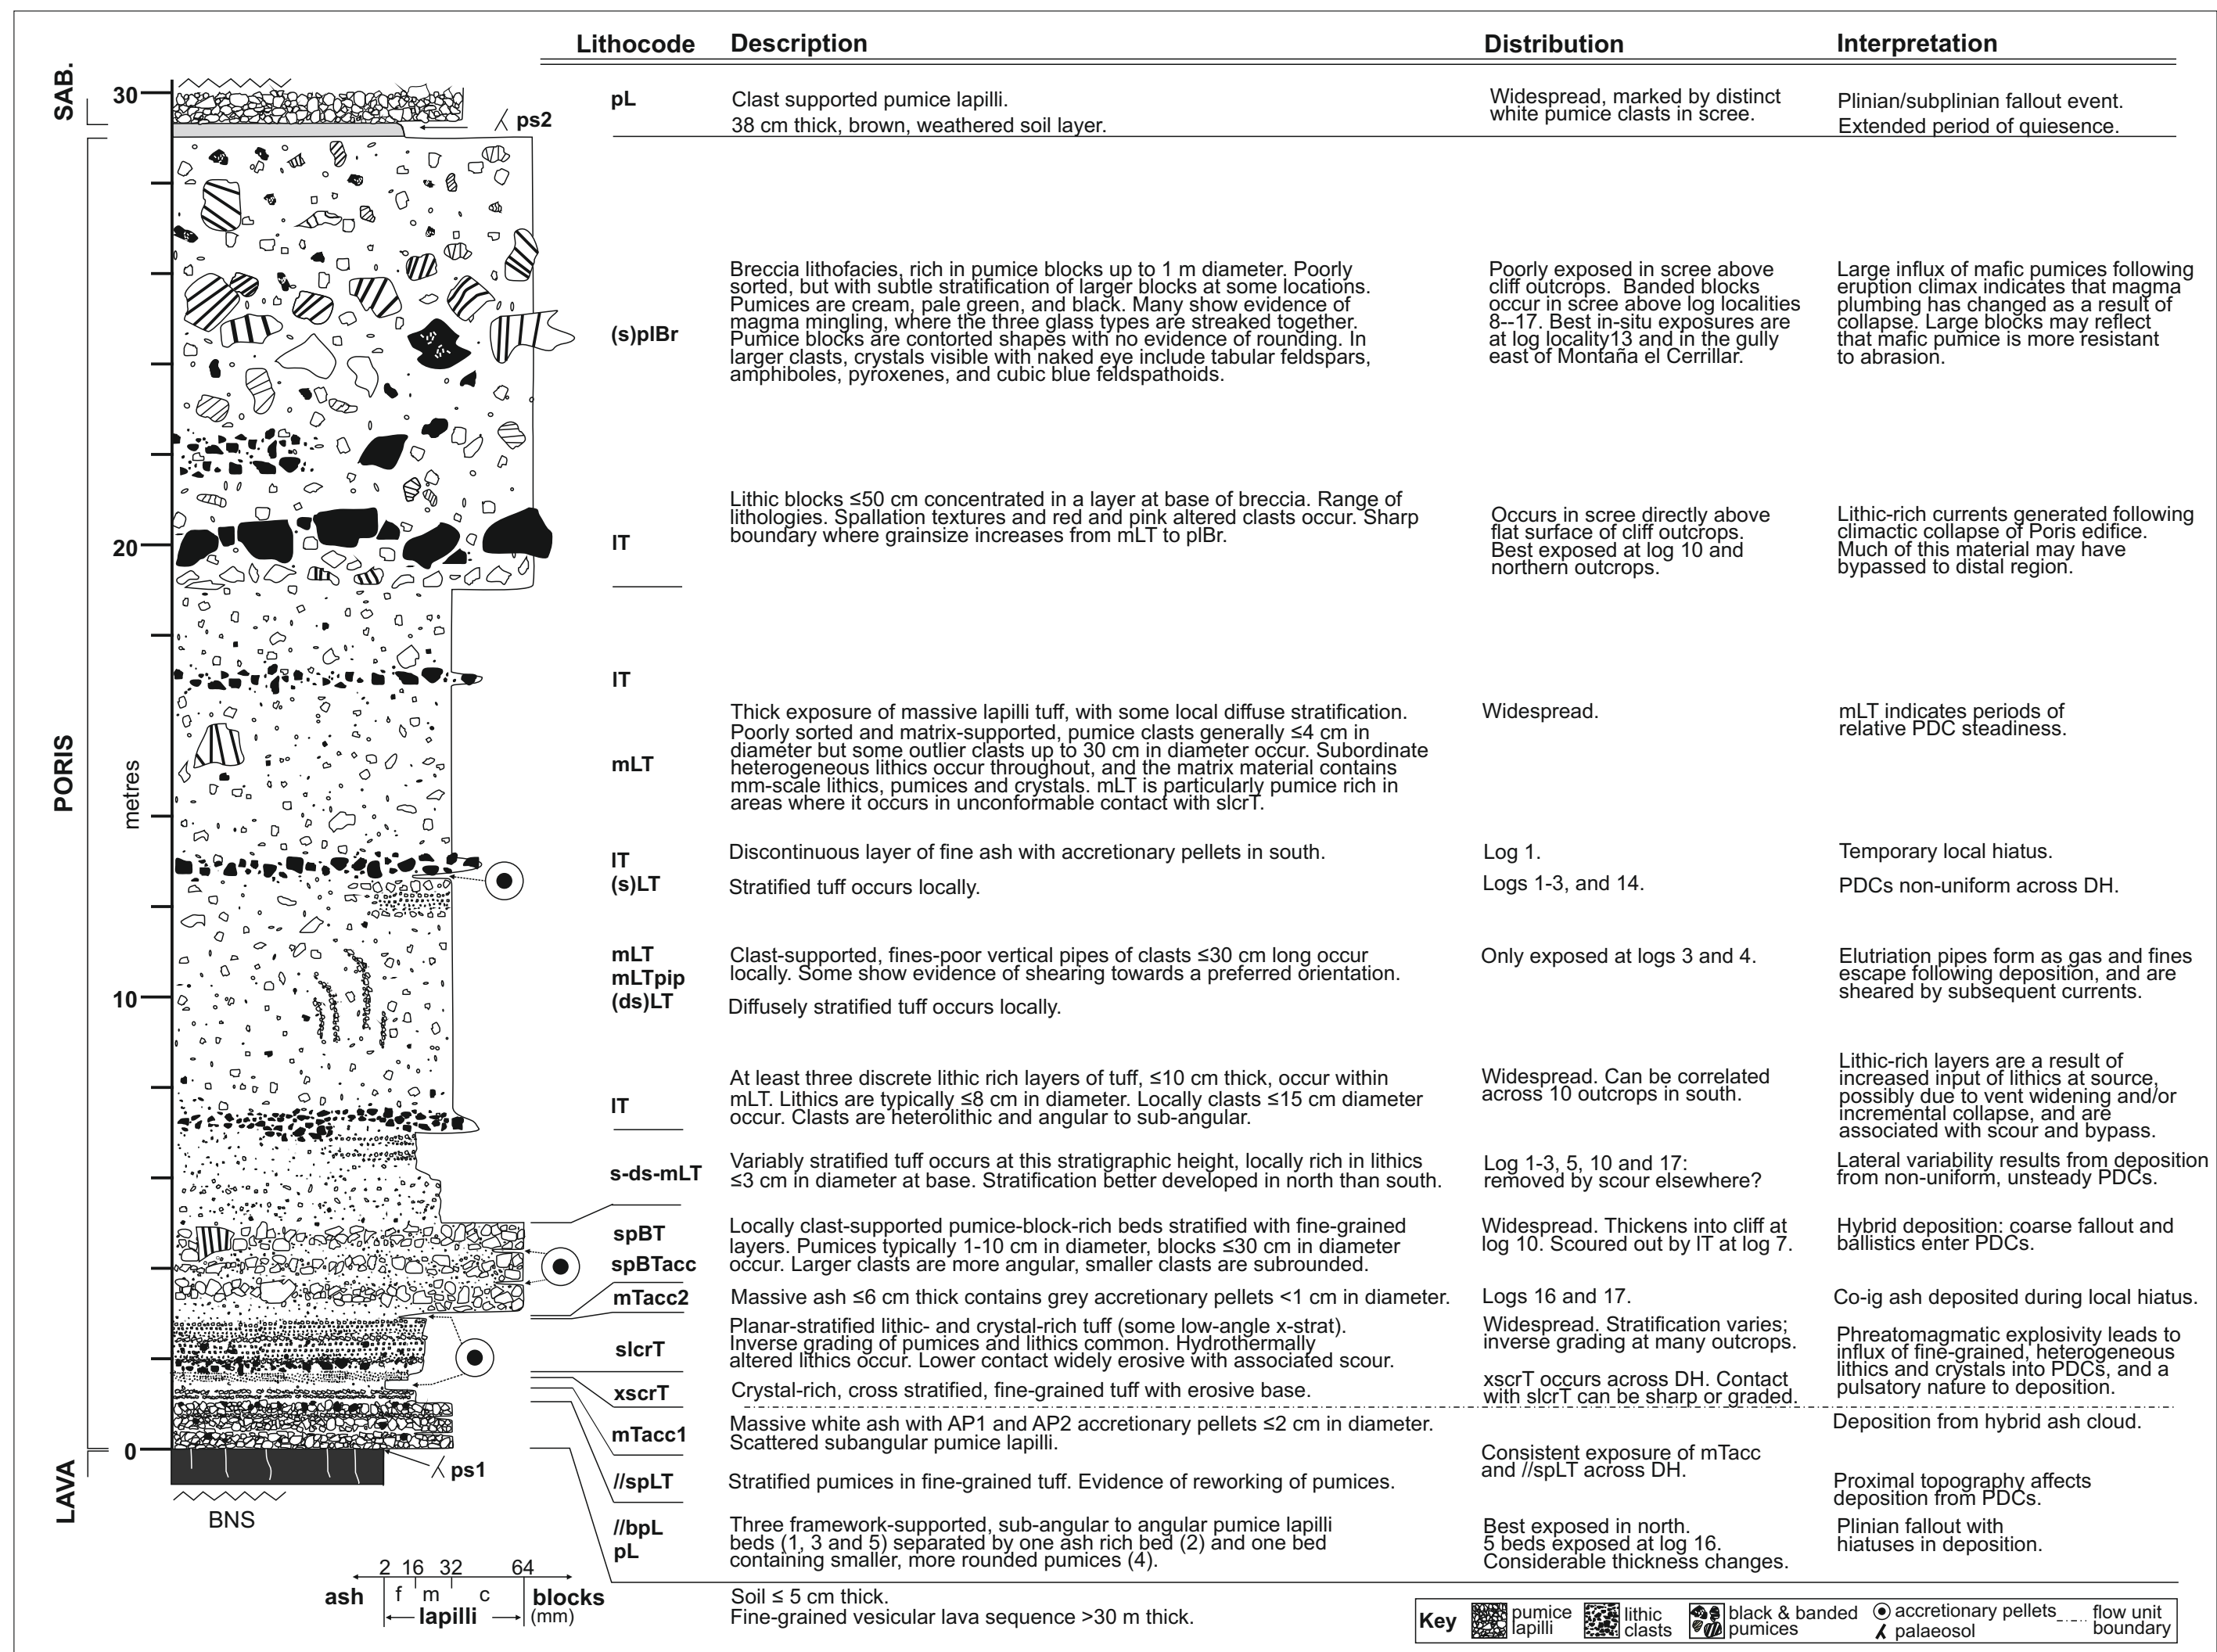 Lithocode Description Distribution Interpretation
SAB.
30
ps2
pL
Clast supported pumice lapilli.
38 cm thick, brown, weathered soil layer.
Widespread, marked by distinct
white pumice clasts in scree.
Plinian/subplinian fallout event.
Extended period of quiesence.
PORIS
metres
(s)plBr
Breccia lithofacies, rich in pumice blocks up to 1 m diameter. Poorly
sorted, but with subtle stratification of larger blocks at some locations.
Pumices are cream, pale green, and black. Many show evidence of
magma mingling, where the three glass types are streaked together.
Pumice blocks are contorted shapes with no evidence of rounding. In
larger clasts, crystals visible with naked eye include tabular feldspars,
amphiboles, pyroxenes, and cubic blue feldspathoids.
Poorly exposed in scree above
cliff outcrops. Banded blocks
occur in scree above log localities
8--17. Best in-situ exposures are
at log locality13 and in the gully
east of Montaña el Cerrillar.
Large influx of mafic pumices following
eruption climax indicates that magma
plumbing has changed as a result of
collapse. Large blocks may reflect
that mafic pumice is more resistant
to abrasion.
20
lT
Lithic blocks ≤50 cm concentrated in a layer at base of breccia. Range of
lithologies. Spallation textures and red and pink altered clasts occur. Sharp
boundary where grainsize increases from mLT to plBr.
Occurs in scree directly above
flat surface of cliff outcrops.
Best exposed at log 10 and
northern outcrops.
Lithic-rich currents generated following
climactic collapse of Poris edifice.
Much of this material may have
bypassed to distal region.
lT
mLT
Thick exposure of massive lapilli tuff, with some local diffuse stratification.
Poorly sorted and matrix-supported, pumice clasts generally ≤4 cm in
diameter but some outlier clasts up to 30 cm in diameter occur. Subordinate
heterogeneous lithics occur throughout, and the matrix material contains
mm-scale lithics, pumices and crystals. mLT is particularly pumice rich in
areas where it occurs in unconformable contact with slcrT.
Widespread.
mLT indicates periods of
relative PDC steadiness.
lT
Discontinuous layer of fine ash with accretionary pellets in south.
Log 1.
Temporary local hiatus.
(s)LT
Stratified tuff occurs locally.
Logs 1-3, and 14.
PDCs non-uniform across DH.
10
mLT
mLTpip
(ds)LT
Clast-supported, fines-poor vertical pipes of clasts ≤30 cm long occur
locally. Some show evidence of shearing towards a preferred orientation.
Diffusely stratified tuff occurs locally.
Only exposed at logs 3 and 4.
Elutriation pipes form as gas and fines
escape following deposition, and are
sheared by subsequent currents.
lT
At least three discrete lithic rich layers of tuff, ≤10 cm thick, occur within
mLT. Lithics are typically ≤8 cm in diameter. Locally clasts ≤15 cm diameter
occur. Clasts are heterolithic and angular to sub-angular.
Widespread. Can be correlated
across 10 outcrops in south.
Lithic-rich layers are a result of
increased input of lithics at source,
possibly due to vent widening and/or
incremental collapse, and are
associated with scour and bypass.
s-ds-mLT
Variably stratified tuff occurs at this stratigraphic height, locally rich in lithics
≤3 cm in diameter at base. Stratification better developed in north than south.
Log 1-3, 5, 10 and 17:
removed by scour elsewhere?
Lateral variability results from deposition
from non-uniform, unsteady PDCs.
spBT
spBTacc
Locally clast-supported pumice-block-rich beds stratified with fine-grained
layers. Pumices typically 1-10 cm in diameter, blocks ≤30 cm in diameter
occur. Larger clasts are more angular, smaller clasts are subrounded.
Widespread. Thickens into cliff at
log 10. Scoured out by lT at log 7.
Hybrid deposition: coarse fallout and
ballistics enter PDCs.
mTacc2
Massive ash ≤6 cm thick contains grey accretionary pellets <1 cm in diameter.
Logs 16 and 17.
Co-ig ash deposited during local hiatus.
slcrT
Planar-stratified lithic- and crystal-rich tuff (some low-angle x-strat).
Inverse grading of pumices and lithics common. Hydrothermally
altered lithics occur. Lower contact widely erosive with associated scour.
Widespread. Stratification varies;
inverse grading at many outcrops.
Phreatomagmatic explosivity leads to
influx of fine-grained, heterogeneous
lithics and crystals into PDCs, and a
pulsatory nature to deposition.
xscrT
Crystal-rich, cross stratified, fine-grained tuff with erosive base.
xscrT occurs across DH. Contact
with slcrT can be sharp or graded.
mTacc1
Massive white ash with AP1 and AP2 accretionary pellets ≤2 cm in diameter.
Scattered subangular pumice lapilli.
Deposition from hybrid ash cloud.
Consistent exposure of mTacc
and //spLT across DH.
0
LAVA
ps1
BNS
//spLT
Stratified pumices in fine-grained tuff. Evidence of reworking of pumices.
Proximal topography affects
deposition from PDCs.
//bpL
pL
Three framework-supported, sub-angular to angular pumice lapilli
beds (1, 3 and 5) separated by one ash rich bed (2) and one bed
containing smaller, more rounded pumices (4).
Best exposed in north.
5 beds exposed at log 16.
Considerable thickness changes.
Plinian fallout with
hiatuses in deposition.
Soil ≤ 5 cm thick.
Fine-grained vesicular lava sequence >30 m thick.
2 16 32 64
ash f m c blocks
lapilli (mm)
Key
pumice lapilli
lithic clasts
black & banded pumices
accretionary pellets
palaeosol
flow unit boundary